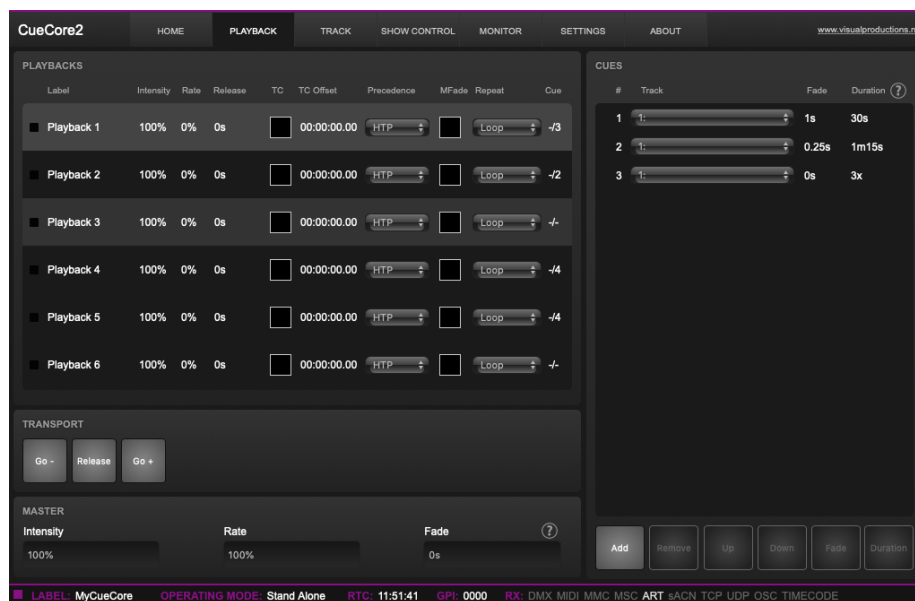 CueCore2 HOME PLAYBACK TRACK SHOW CONTROL MONITOR SETTINGS ABOUT
PLAYBACKS
Label Intensity Rate Release TC TC Offset Precedence MFade Repeat Cue
Playback 1 100% 0% 0s 00:00:00.00 HTP Loop -/3
Playback 2 100% 0% 0s 00:00:00.00 HTP Loop -/2
Playback 3 100% 0% 0s 00:00:00.00 HTP Loop -/-
Playback 4 100% 0% 0s 00:00:00.00 HTP Loop -/4
Playback 5 100% 0% 0s 00:00:00.00 HTP Loop -/4
Playback 6 100% 0% 0s 00:00:00.00 HTP Loop -/-
TRANSPORT
Go - Release Go +
MASTER
Intensity Rate Fade ?
100% 100% 0s
CUES
# Track Fade Duration ?
1 1: 1s 30s
2 1: 0.25s 1m15s
3 1: 0s 3x
Add Remove Up Down Fade Duration
LABEL: MyCueCore OPERATING MODE: Stand Alone RTC: 11:51:41 GPI: 0000 RX: DMX MIDI MMC MSC ART sACN TCP UDP OSC TIMECODE